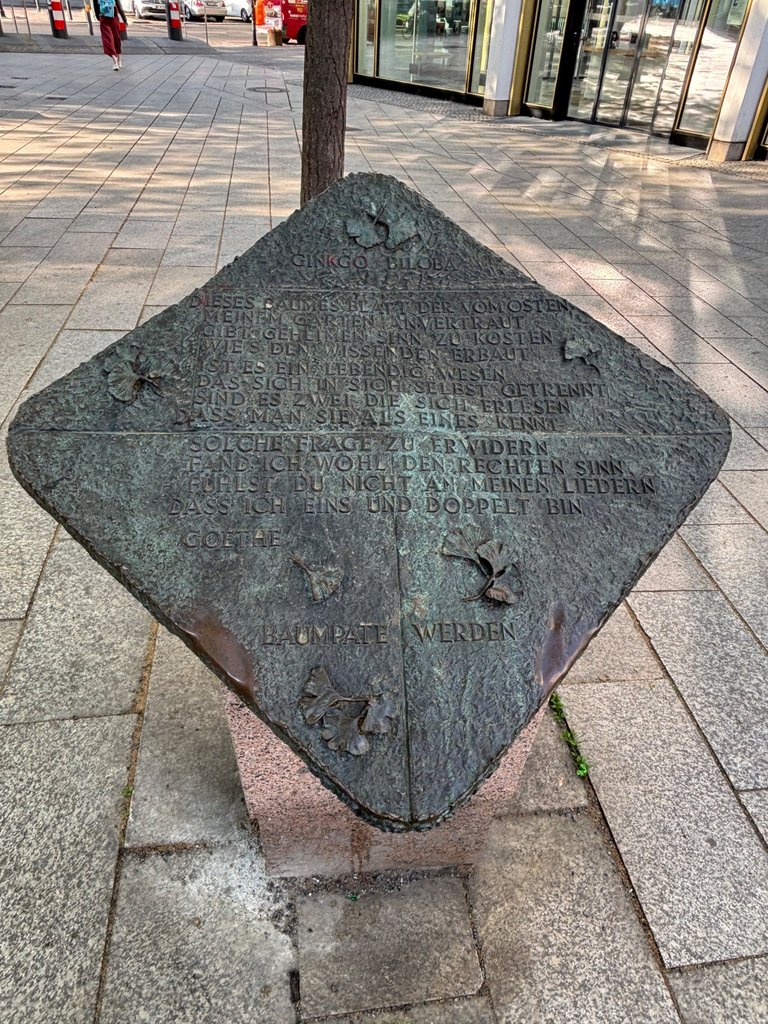 GINKGO BILOBA
DIESES BAUMES BLATT DER VOM OSTEN
MEINEM GARTEN ANVERTRAUT
GIBT GEHEIMEN SINN ZU KOSTEN
WIE'S DEN WISSENDEN ERBAUT
IST ES EIN LEBENDIG WESEN
DAS SICH IN SICH SELBST GETRENNT
SIND ES ZWEI DIE SICH ERLESEN
DASS MAN SIE ALS EINES KENNT
SOLCHE FRAGE ZU ERWIDERN
FAND ICH WOHL DEN RECHTEN SINN
FÜHLST DU NICHT AN MEINEN LIEDERN
DASS ICH EINS UND DOPPELT BIN
GOETHE
BAUMPATE WERDEN